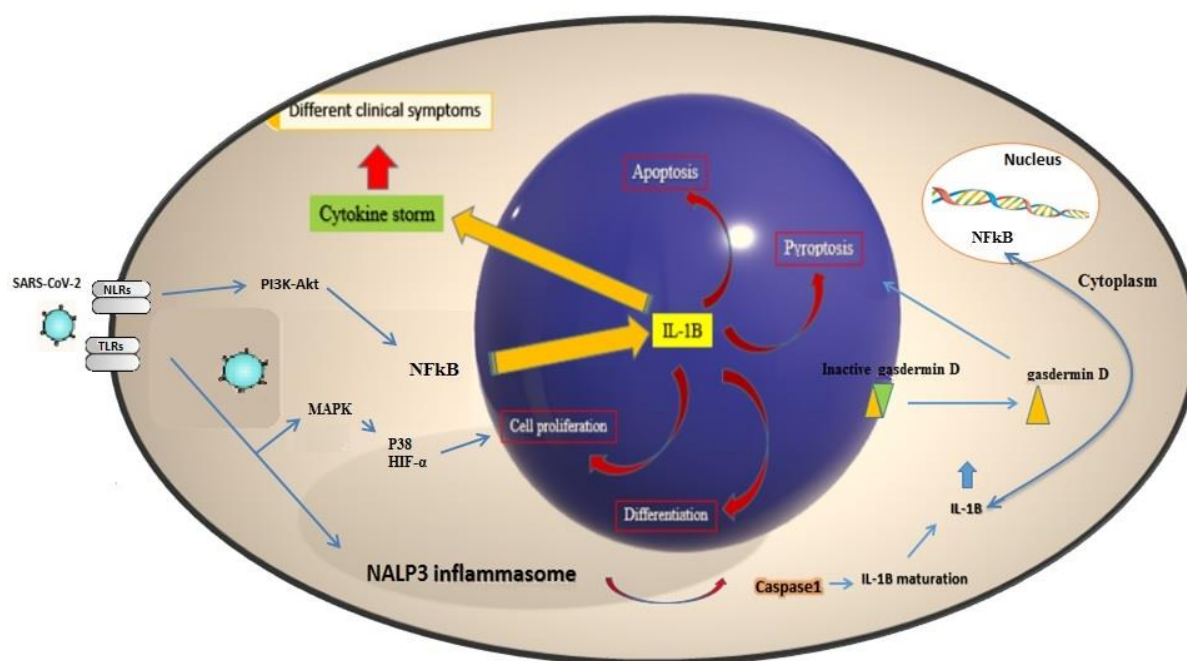 Different clinical symptoms
Cytokine storm
SARS-CoV-2
NLRs
TLRs
PI3K-Akt
NFkB
MAPK
P38
HIF-α
Apoptosis
Pyroptosis
IL-1B
Cell proliferation
Differentiation
NALP3 inflammasome
Caspase1
IL-1B maturation
IL-1B
Inactive gasdermin D
gasdermin D
Nucleus
NFkB
Cytoplasm